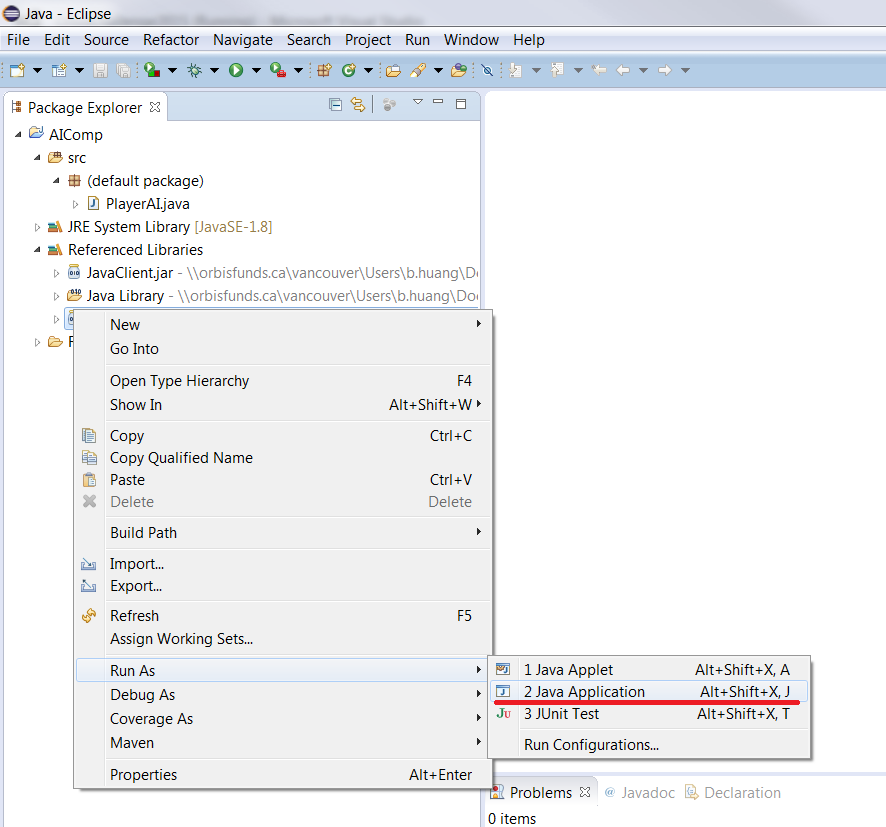 Java - Eclipse
File Edit Source Refactor Navigate Search Project Run Window Help
Package Explorer
AIComp
src
(default package)
PlayerAI.java
JRE System Library [JavaSE-1.8]
Referenced Libraries
JavaClient.jar - \\orbisfunds.ca\vancouver\Users\b.huang\Do
Java Library - \\orbisfunds.ca\vancouver\Users\b.huang\Doc
New
Go Into
Open Type Hierarchy F4
Show In Alt+Shift+W
Copy Ctrl+C
Copy Qualified Name
Paste Ctrl+V
Delete Delete
Build Path
Import...
Export...
Refresh F5
Assign Working Sets...
Run As
Debug As
Coverage As
Maven
Properties Alt+Enter
1 Java Applet Alt+Shift+X, A
2 Java Application Alt+Shift+X, J
3 JUnit Test Alt+Shift+X, T
Run Configurations...
Problems @ Javadoc Declaration
0 items